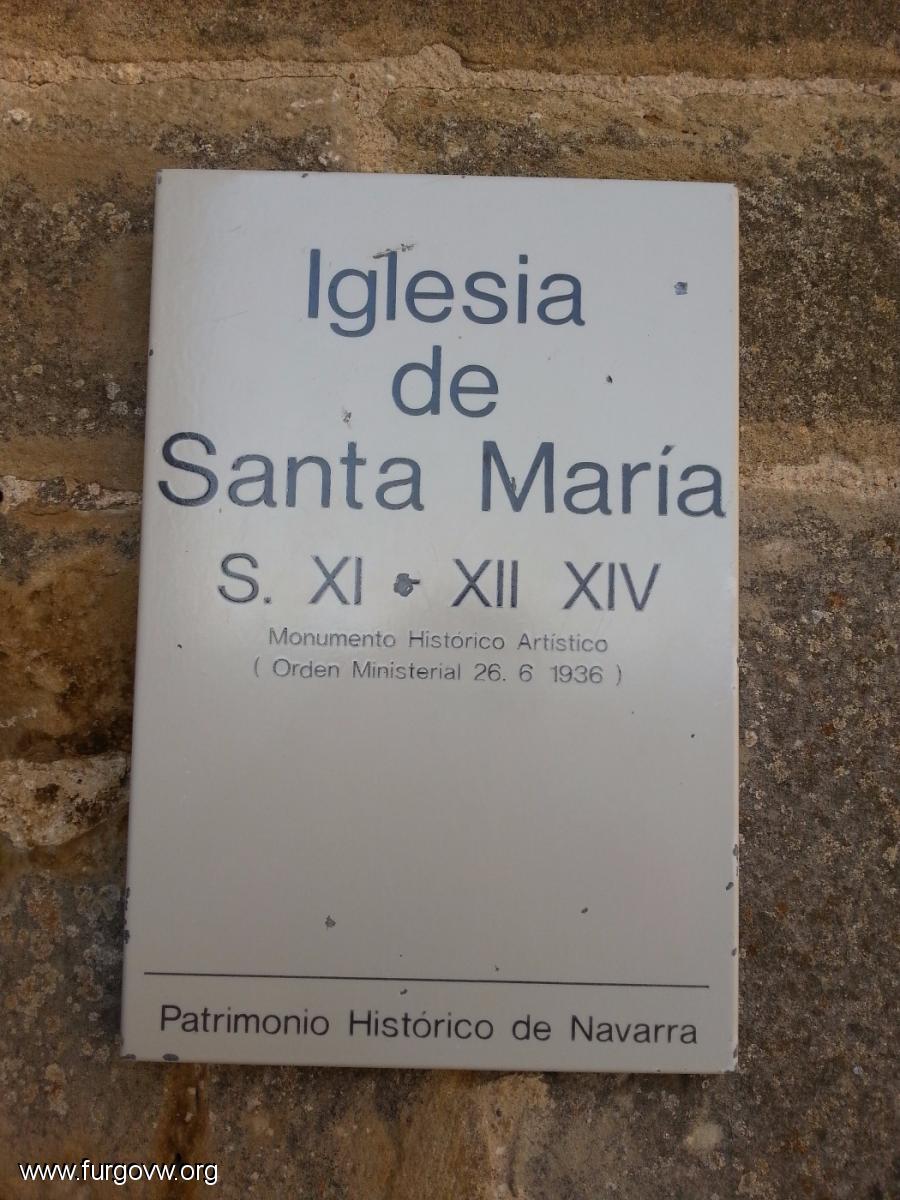 Iglesia
de
Santa María
S. XI XII XIV
Monumento Histórico Artístico
( Orden Ministerial 26. 6 1936 )
Patrimonio Histórico de Navarra
www.furgovw.org